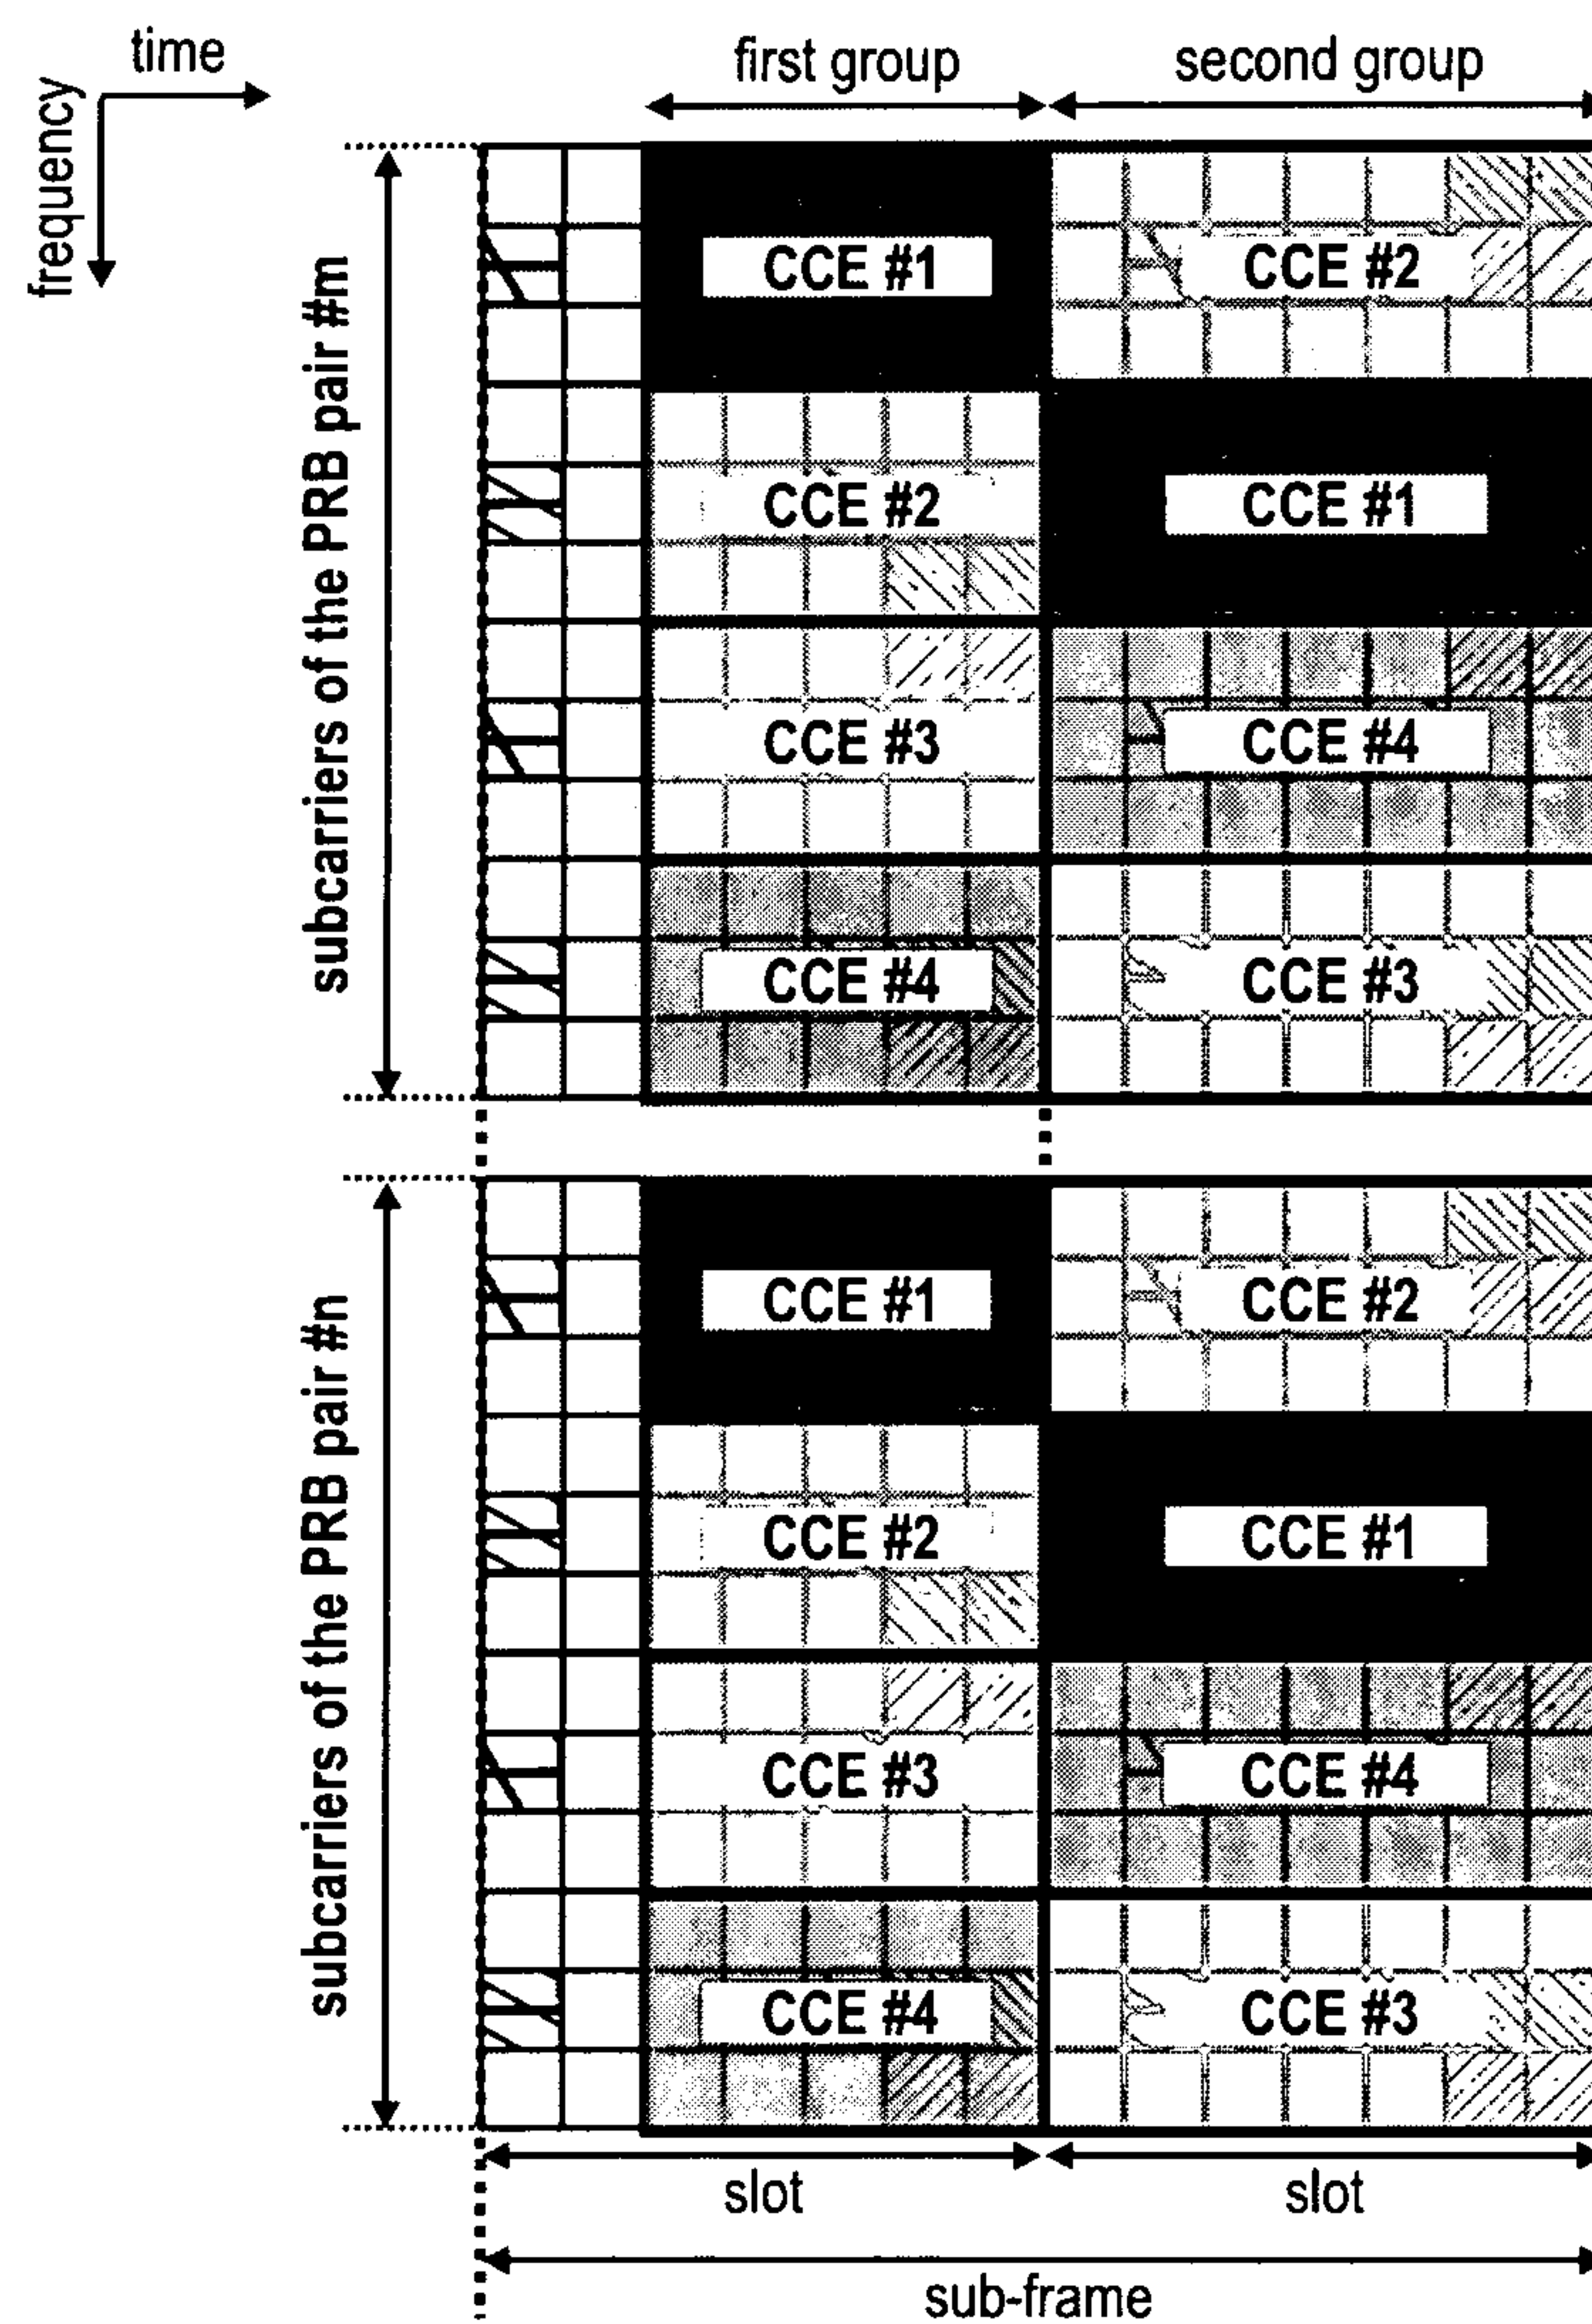 time
first group
second group
frequency
subcarriers of the PRB pair #m
CCE #1
CCE #2
CCE #2
CCE #1
CCE #3
CCE #4
CCE #4
CCE #3
subcarriers of the PRB pair #n
CCE #1
CCE #2
CCE #2
CCE #1
CCE #3
CCE #4
CCE #4
CCE #3
slot
slot
sub-frame